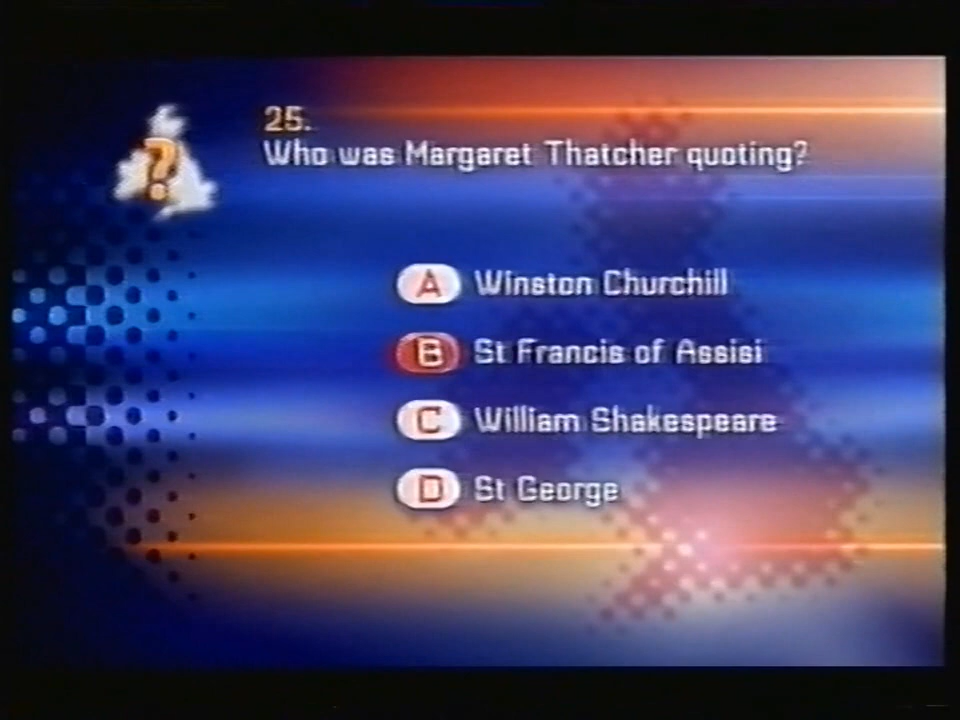 ?
25.
Who was Margaret Thatcher quoting?
A Winston Churchill
B St Francis of Assisi
C William Shakespeare
D St George